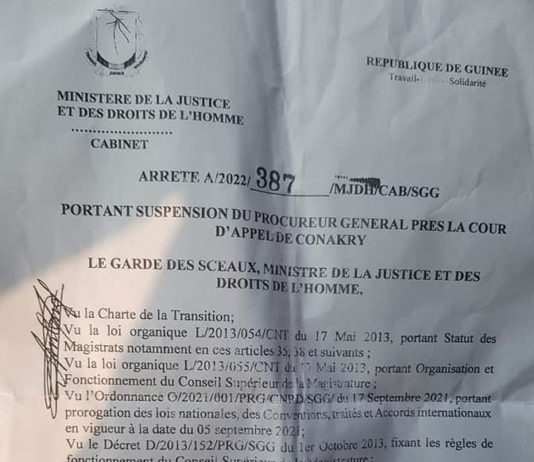 REPUBLIQUE DE GUINEE
Travail- Solidarité
MINISTERE DE LA JUSTICE
ET DES DROITS DE L'HOMME
....................
CABINET
ARRETE A/2022/ 387 /MJDH/CAB/SGG
PORTANT SUSPENSION DU PROCUREUR GENERAL PRES LA COUR
D'APPEL DE CONAKRY
LE GARDE DES SCEAUX, MINISTRE DE LA JUSTICE ET DES
DROITS DE L'HOMME,
Vu la Charte de la Transition;
Vu la loi organique L/2013/054/CNT du 17 Mai 2013, portant Statut des
Magistrats notamment en ces articles 35, 38 et suivants ;
Vu la loi organique L/2013/055/CNT du 17 Mai 2013, portant Organisation et
Fonctionnement du Conseil Supérieur de la Magistrature ;
Vu l'Ordonnance O/2021/001/PRG/CNRD/SGG/ du 17 Septembre 2021, portant
prorogation des lois nationales, des Conventions, traités et Accords internationaux
en vigueur à la date du 05 septembre 2021;
Vu le Décret D/2013/152/PRG/SGG du 1er Octobre 2013, fixant les règles de
fonctionnement du Conseil Supérieur de la Magistrature ;